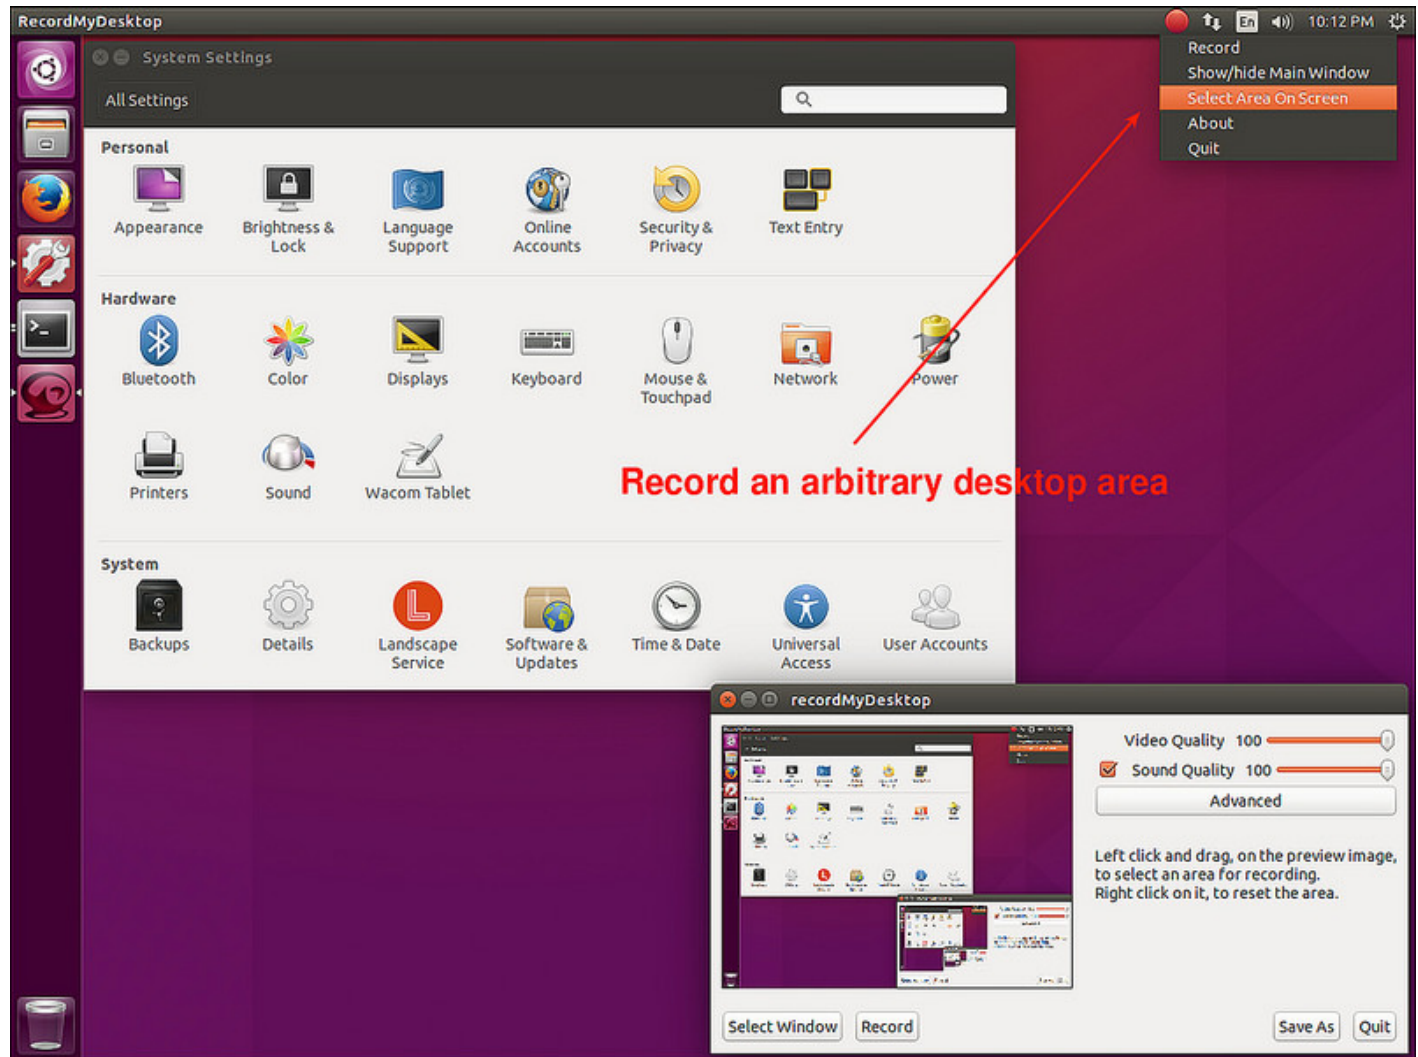 RecordMyDesktop
En
10:12 PM
Record
Show/hide Main Window
Select Area On Screen
About
Quit
System Settings
All Settings
Personal
Appearance
Brightness &
Lock
Language
Support
Online
Accounts
Security &
Privacy
Text Entry
Hardware
Bluetooth
Color
Displays
Keyboard
Mouse &
Touchpad
Network
Power
Printers
Sound
Wacom Tablet
Record an arbitrary desktop area
System
Backups
Details
Landscape
Service
Software &
Updates
Time & Date
Universal
Access
User Accounts
recordMyDesktop
Video Quality 100
Sound Quality 100
Advanced
Left click and drag, on the preview image,
to select an area for recording.
Right click on it, to reset the area.
Select Window
Record
Save As
Quit